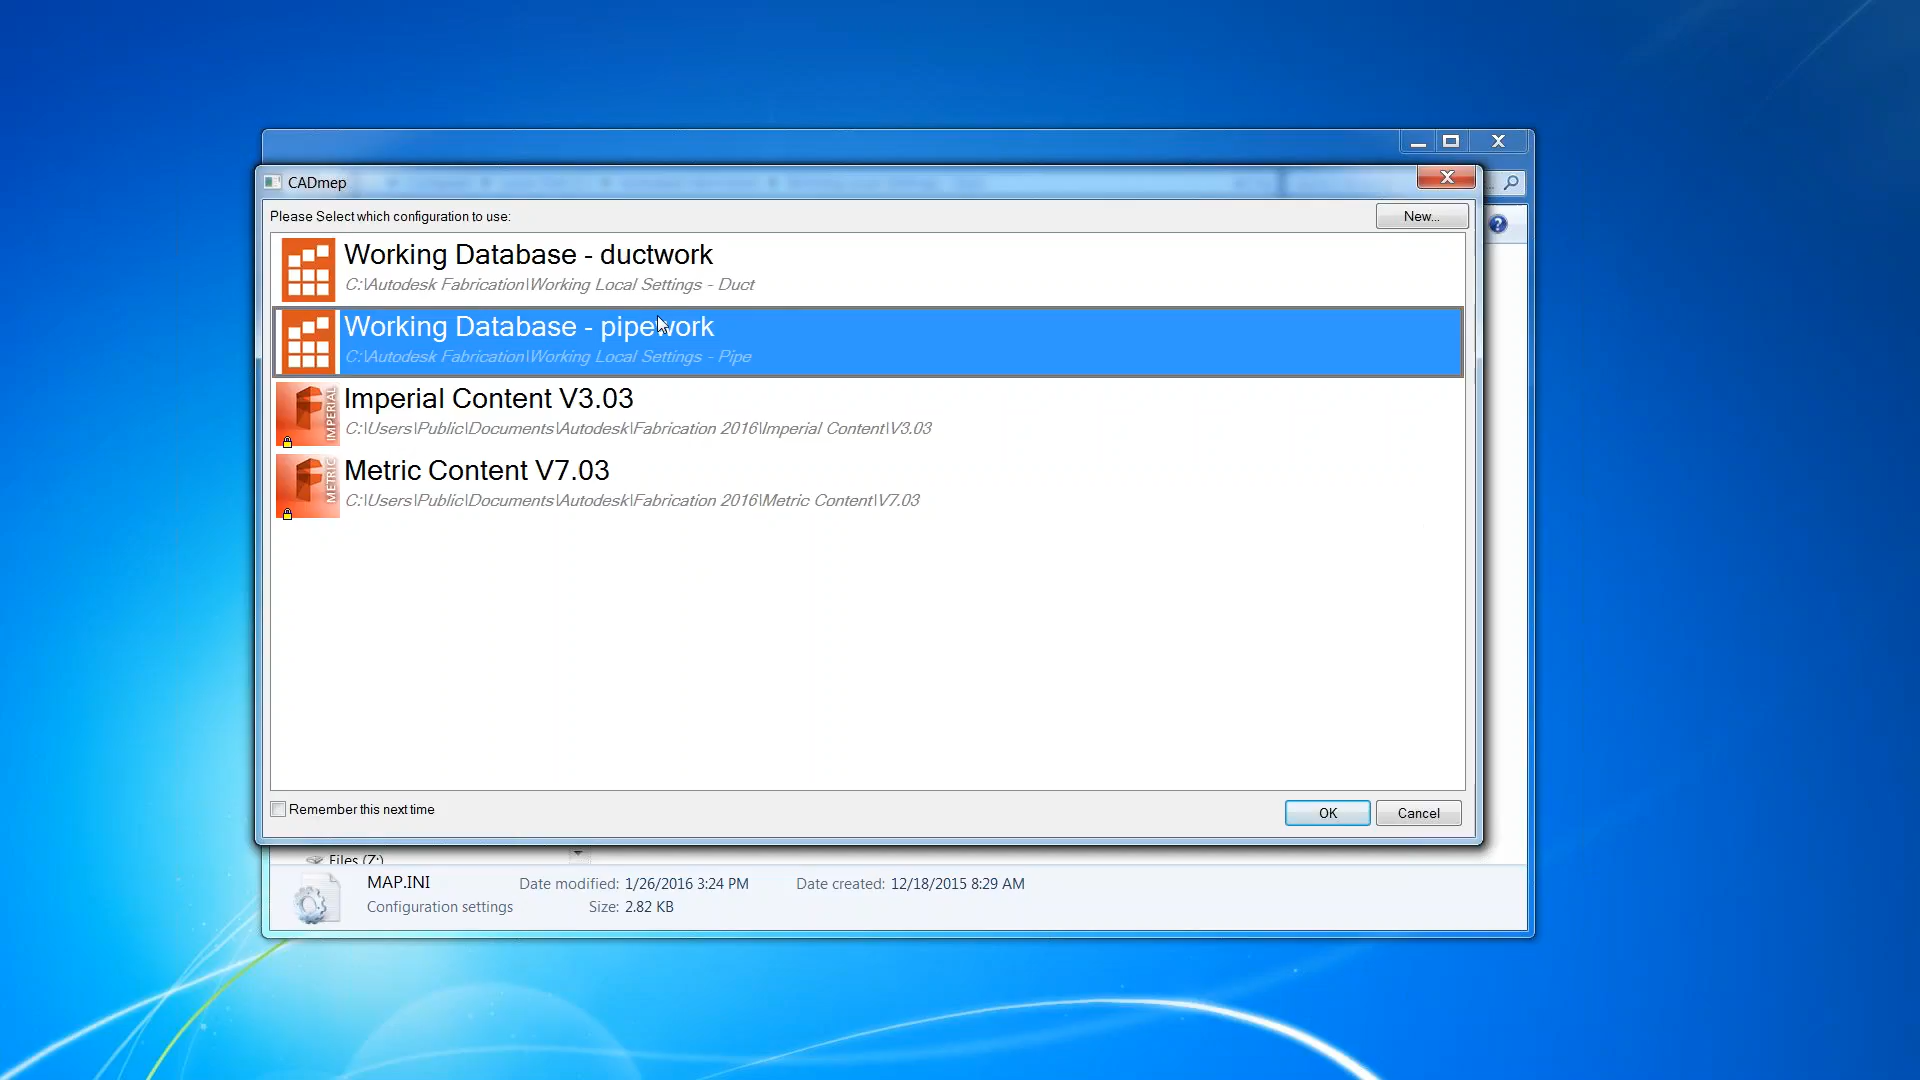 CADmep
Please Select which configuration to use:
New...
Working Database - ductwork
C:\Autodesk Fabrication\Working Local Settings - Duct
Working Database - pipework
C:\Autodesk Fabrication\Working Local Settings - Pipe
IMPERIAL
Imperial Content V3.03
C:\Users\Public\Documents\Autodesk\Fabrication 2016\Imperial Content\V3.03
METRIC
Metric Content V7.03
C:\Users\Public\Documents\Autodesk\Fabrication 2016\Metric Content\V7.03
Remember this next time
OK
Cancel
Files (Z:)
MAP.INI
Date modified: 1/26/2016 3:24 PM
Date created: 12/18/2015 8:29 AM
Configuration settings
Size: 2.82 KB